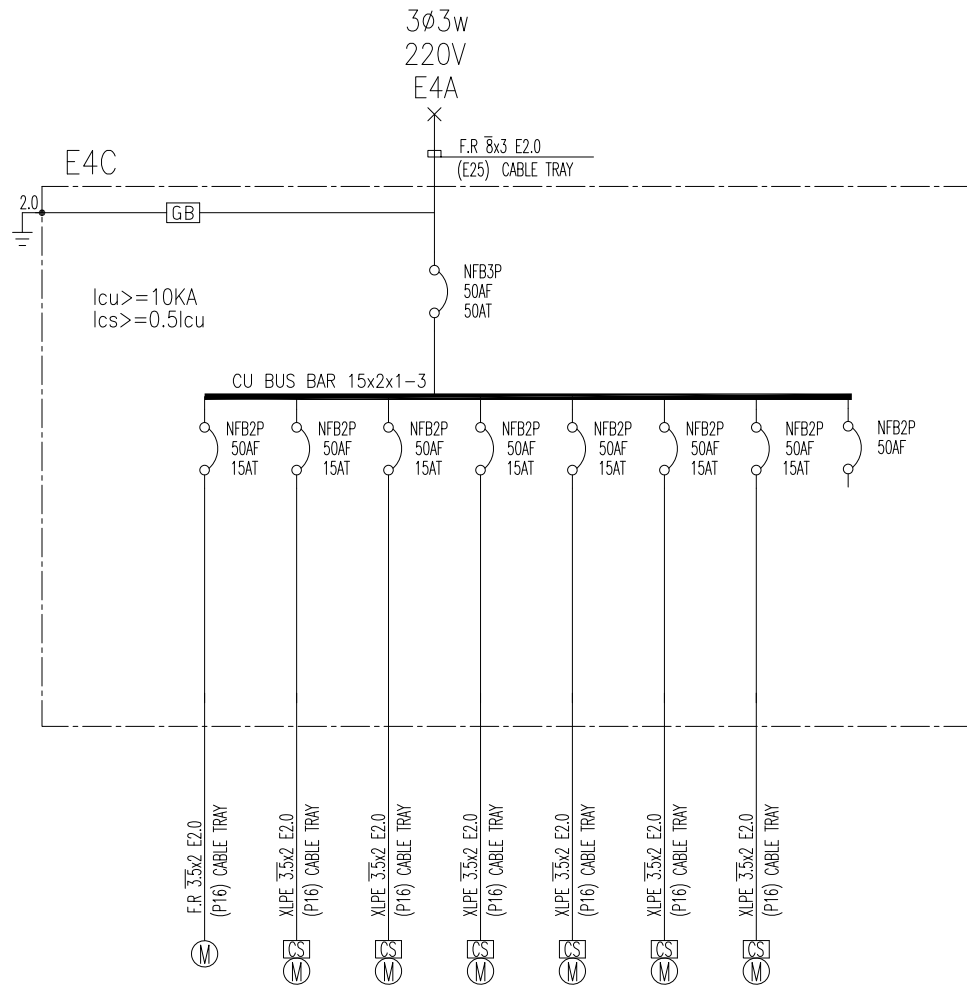 3ø3w
220V
E4A
F.R 8x3 E2.0
(E25) CABLE TRAY
E4C
2.0
GB
NFB3P
50AF
50AT
Icu>=10KA
Ics>=0.5Icu
CU BUS BAR 15x2x1-3
NFB2P
50AF
15AT
NFB2P
50AF
15AT
NFB2P
50AF
15AT
NFB2P
50AF
15AT
NFB2P
50AF
15AT
NFB2P
50AF
15AT
NFB2P
50AF
15AT
NFB2P
50AF
F.R 3.5x2 E2.0
(P16) CABLE TRAY
XLPE 3.5x2 E2.0
(P16) CABLE TRAY
XLPE 3.5x2 E2.0
(P16) CABLE TRAY
XLPE 3.5x2 E2.0
(P16) CABLE TRAY
XLPE 3.5x2 E2.0
(P16) CABLE TRAY
XLPE 3.5x2 E2.0
(P16) CABLE TRAY
XLPE 3.5x2 E2.0
(P16) CABLE TRAY
M
CS
M
CS
M
CS
M
CS
M
CS
M
CS
M